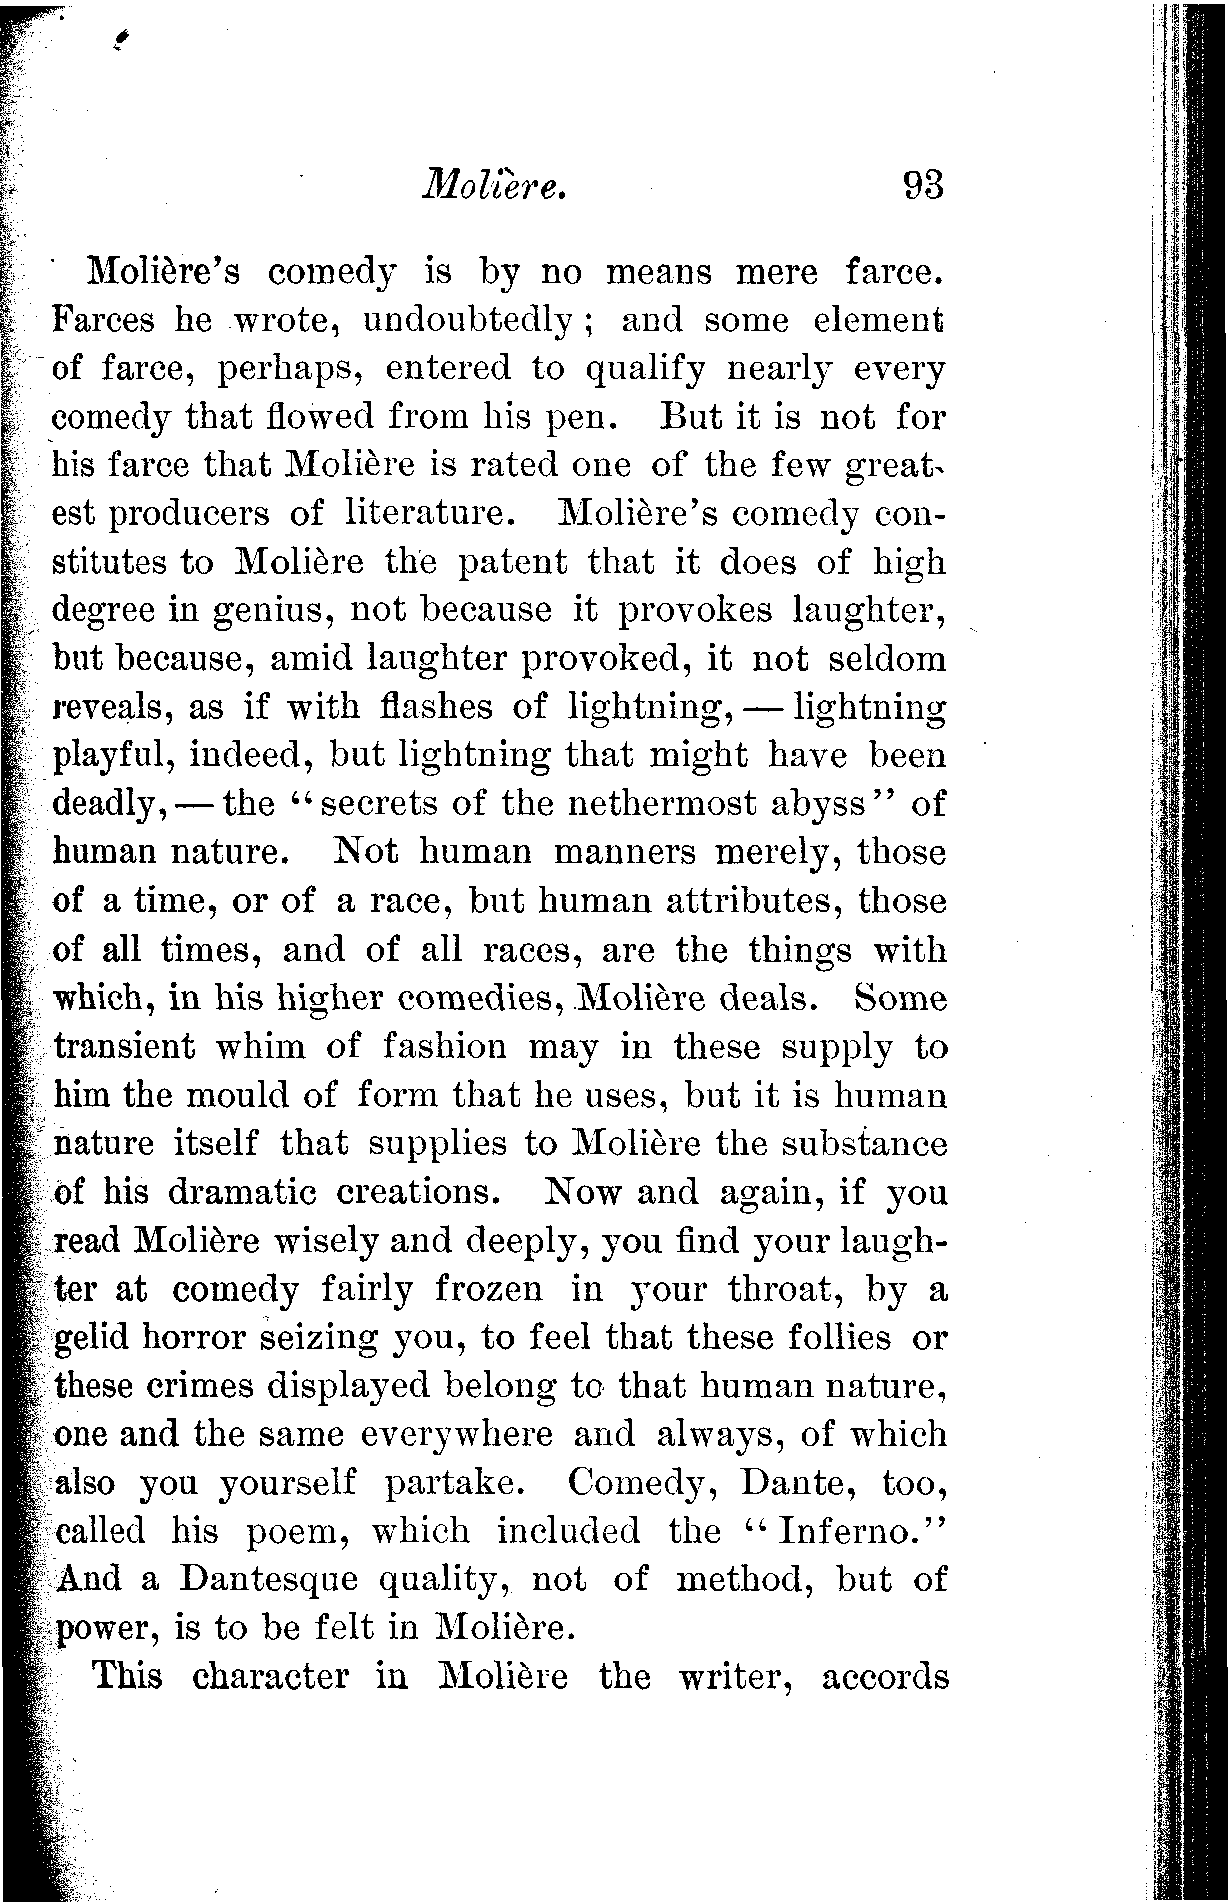 Molière. 93
Molière's comedy is by no means mere farce.
Farces he wrote, undoubtedly; and some element
of farce, perhaps, entered to qualify nearly every
comedy that flowed from his pen. But it is not for
his farce that Molière is rated one of the few great-
est producers of literature. Molière's comedy con-
stitutes to Molière the patent that it does of high
degree in genius, not because it provokes laughter,
but because, amid laughter provoked, it not seldom
reveals, as if with flashes of lightning, — lightning
playful, indeed, but lightning that might have been
deadly, — the "secrets of the nethermost abyss" of
human nature. Not human manners merely, those
of a time, or of a race, but human attributes, those
of all times, and of all races, are the things with
which, in his higher comedies, Molière deals. Some
transient whim of fashion may in these supply to
him the mould of form that he uses, but it is human
nature itself that supplies to Molière the substance
of his dramatic creations. Now and again, if you
read Molière wisely and deeply, you find your laugh-
ter at comedy fairly frozen in your throat, by a
gelid horror seizing you, to feel that these follies or
these crimes displayed belong to that human nature,
one and the same everywhere and always, of which
also you yourself partake. Comedy, Dante, too,
called his poem, which included the "Inferno."
And a Dantesque quality, not of method, but of
power, is to be felt in Molière.
This character in Molière the writer, accords